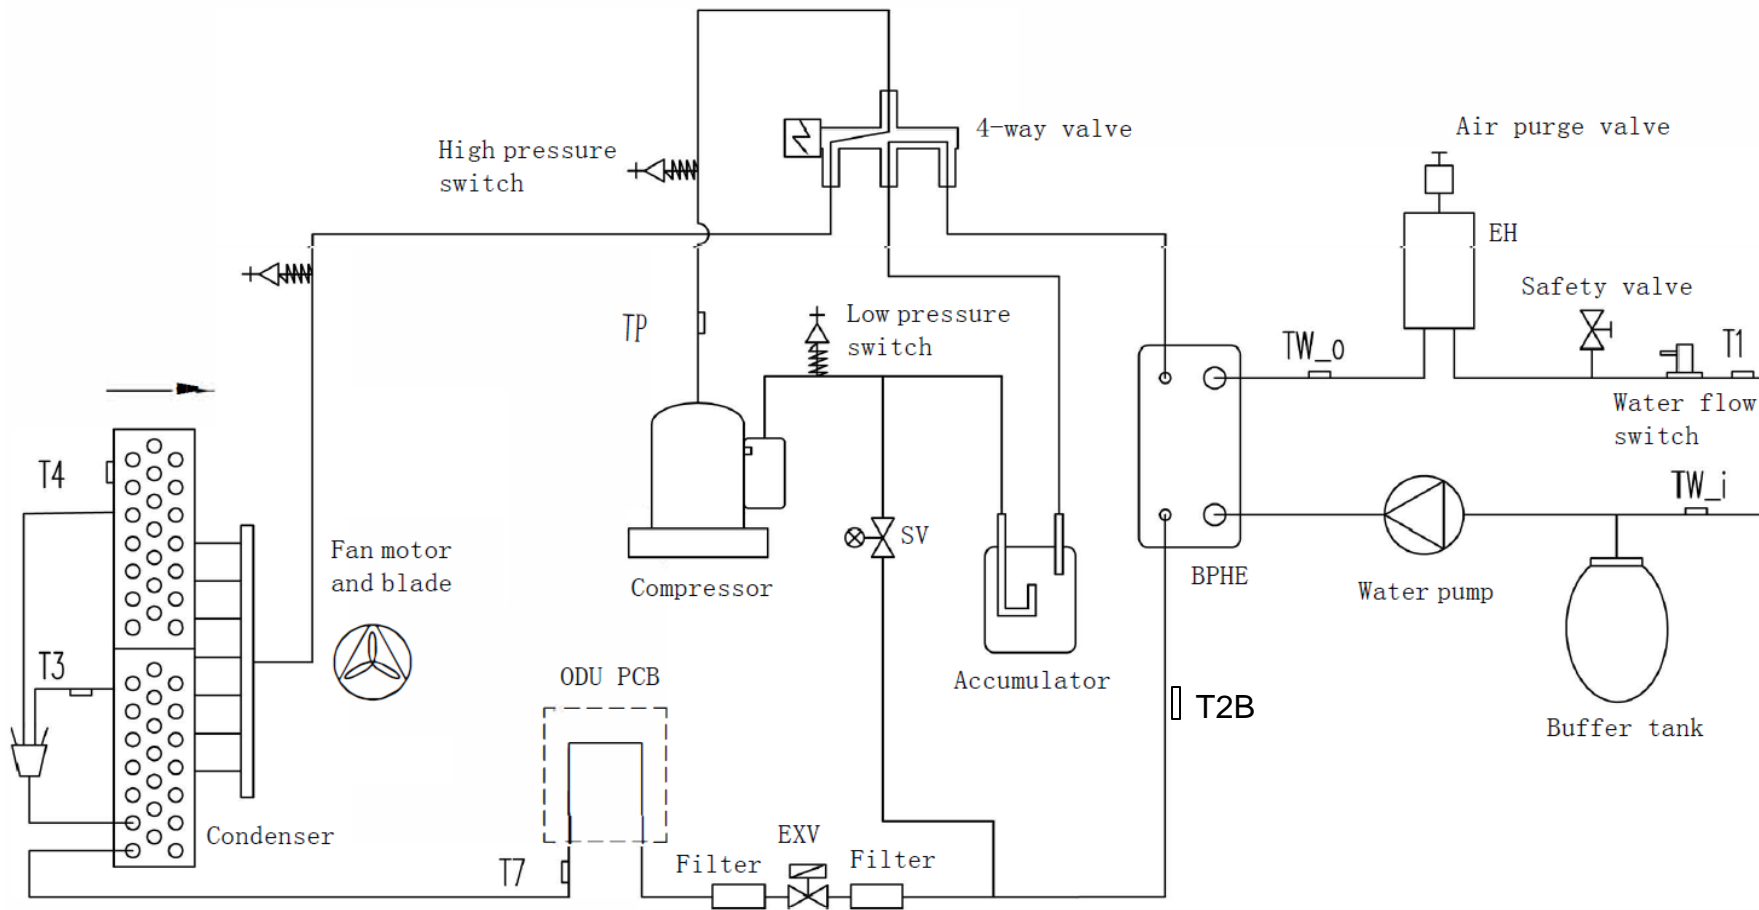 High pressure
switch
4-way valve
Air purge valve
EH
Safety valve
TP
Low pressure
switch
TW_o
T1
Water flow
switch
T4
TW_i
Fan motor
and blade
SV
Compressor
BPHE
Water pump
T3
ODU PCB
Accumulator
T2B
Buffer tank
Condenser
EXV
T7
Filter
Filter